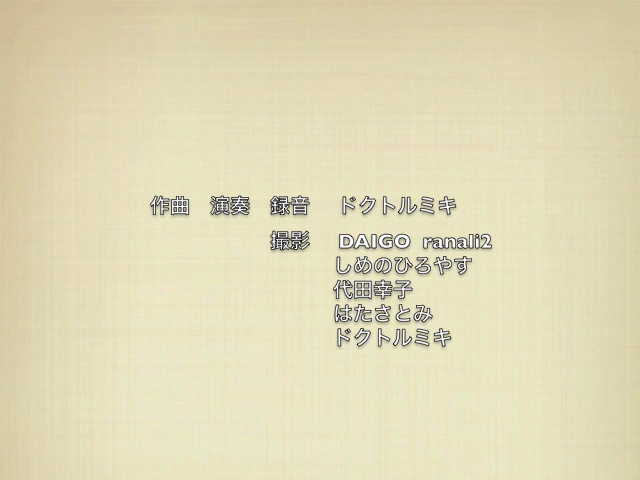 作曲　演奏　録音　ドクトルミキ
撮影　DAIGO ranali2
しめのひろやす
代田幸子
はたさとみ
ドクトルミキ